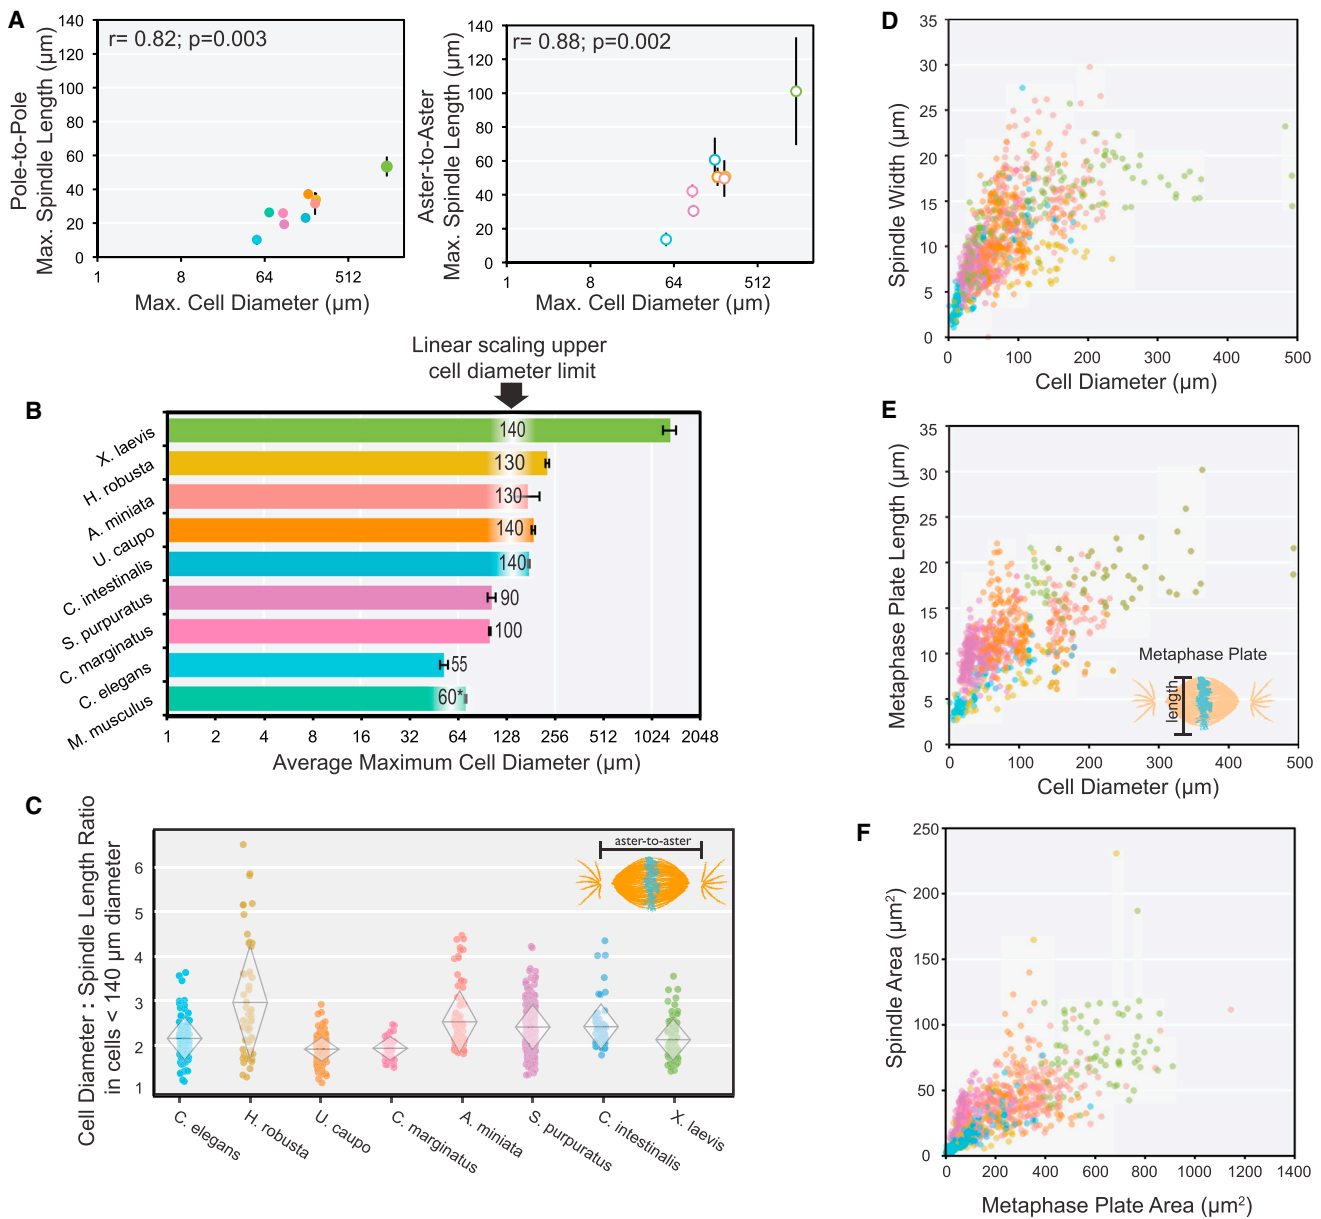 A
r= 0.82; p=0.003
Pole-to-Pole
Max. Spindle Length (µm)
140
120
100
80
60
40
20
0
1
8
64
512
Max. Cell Diameter (µm)
r= 0.88; p=0.002
Aster-to-Aster
Max. Spindle Length (µm)
140
120
100
80
60
40
20
0
1
8
64
512
Max. Cell Diameter (µm)
Linear scaling upper
cell diameter limit
B
X. laevis
H. robusta
A. miniata
U. caupo
C. intestinalis
S. purpuratus
C. marginatus
C. elegans
M. musculus
140
130
130
140
140
90
100
55
60*
1
2
4
8
16
32
64
128
256
512
1024
2048
Average Maximum Cell Diameter (µm)
C
Cell Diameter : Spindle Length Ratio
in cells < 140 µm diameter
6
5
4
3
2
1
aster-to-aster
C. elegans
H. robusta
U. caupo
C. marginatus
A. miniata
S. purpuratus
C. intestinalis
X. laevis
D
Spindle Width (µm)
35
30
25
20
15
10
5
0
0
100
200
300
400
500
Cell Diameter (µm)
E
Metaphase Plate Length (µm)
35
30
25
20
15
10
5
0
Metaphase Plate
length
0
100
200
300
400
500
Cell Diameter (µm)
F
Spindle Area (µm²)
250
200
150
100
50
0
0
200
400
600
800
1000
1200
1400
Metaphase Plate Area (µm²)